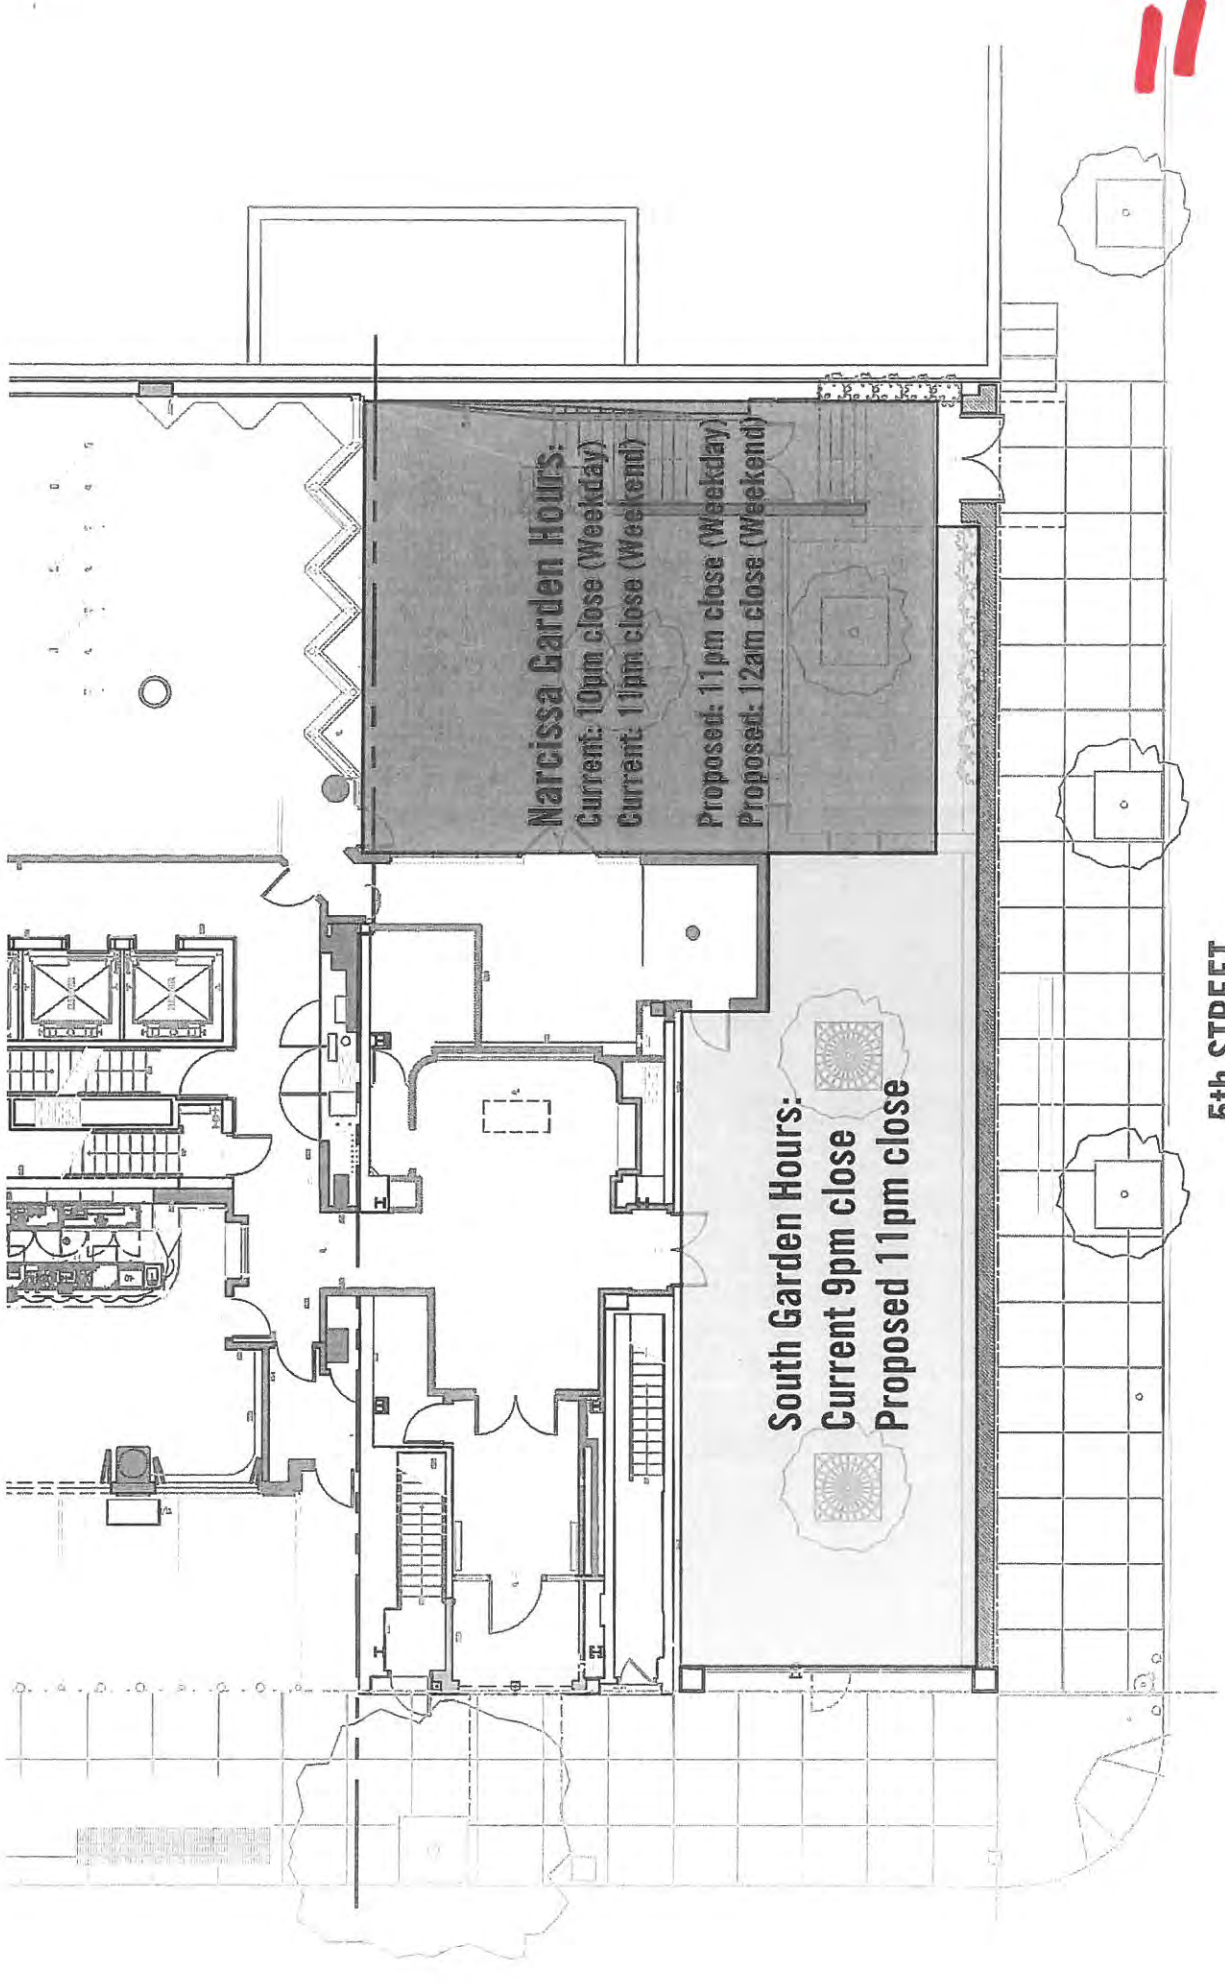 Narcissa Garden Hours:
Current: 10pm close (Weekday)
Current: 11pm close (Weekend)
Proposed: 11pm close (Weekday)
Proposed: 12am close (Weekend)
South Garden Hours:
Current 9pm close
Proposed 11pm close
5th STREET